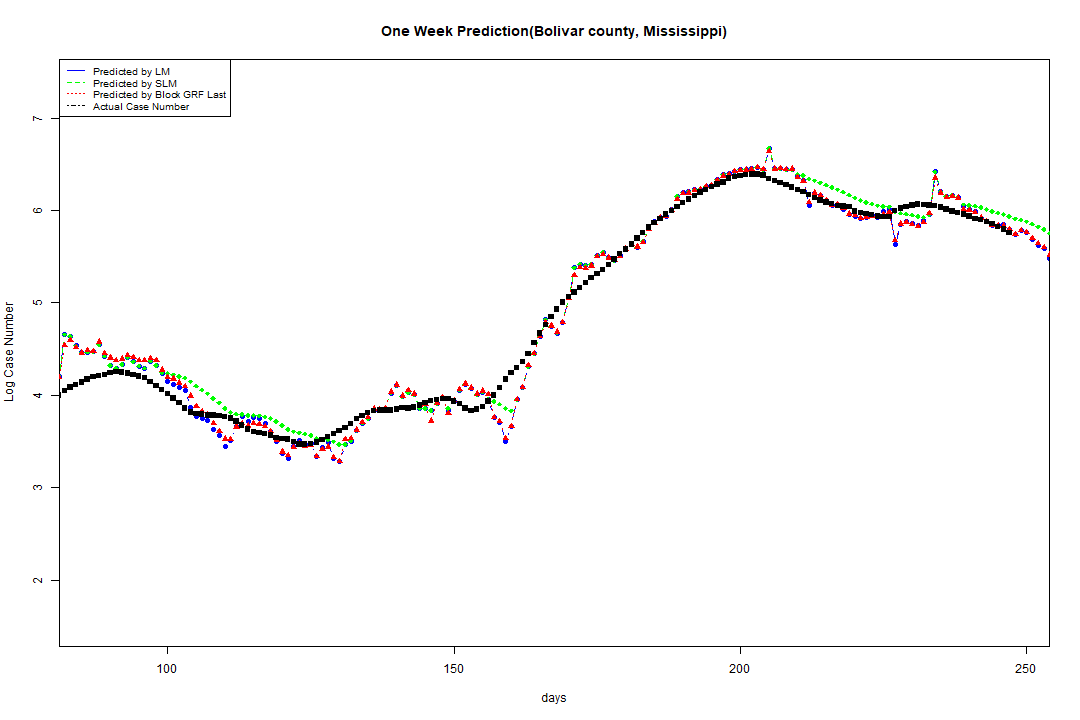 One Week Prediction(Bolivar county, Mississippi)
Predicted by LM
Predicted by SLM
Predicted by Block GRF Last
Actual Case Number
7
6
5
4
3
2
Log Case Number
100 150 200 250
days